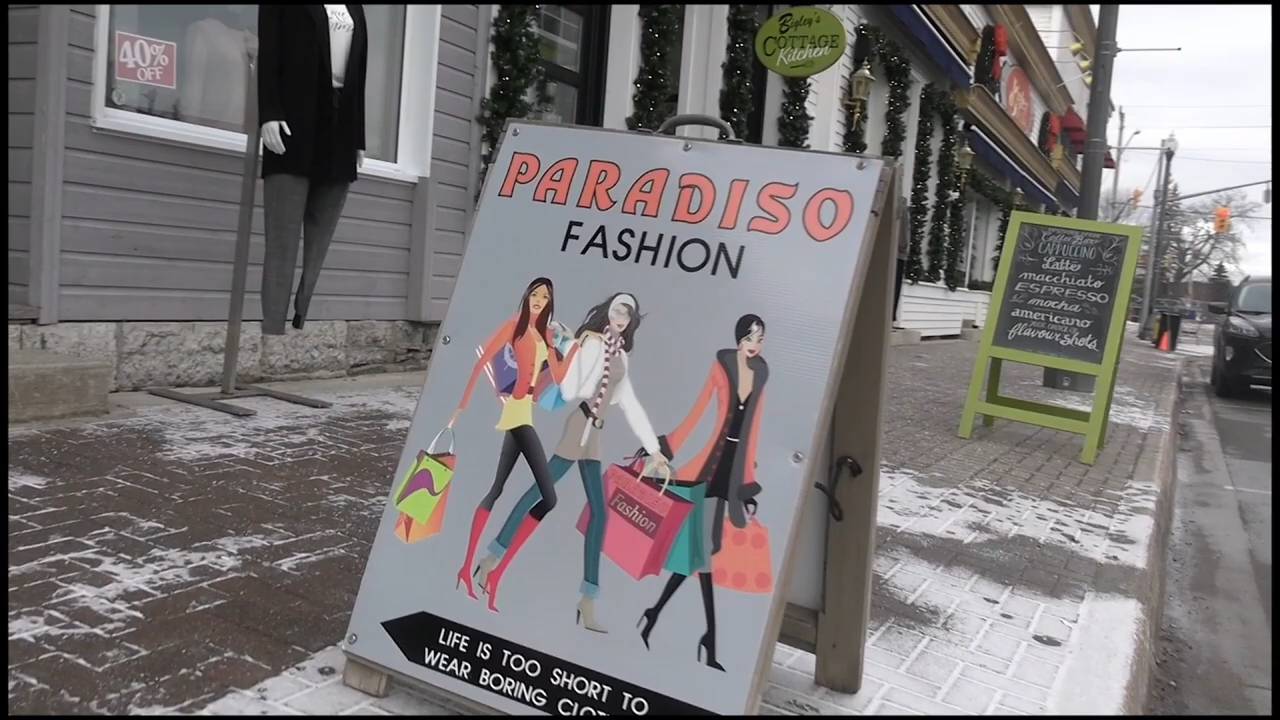 40%
OFF
Bigley's
COTTAGE
Kitchen
PARADISO
FASHION
Fashion
LIFE IS TOO SHORT TO
WEAR BORING
CAPPUCCINO
Latte
macchiato
ESPRESSO
mocha
americano
flavour shots